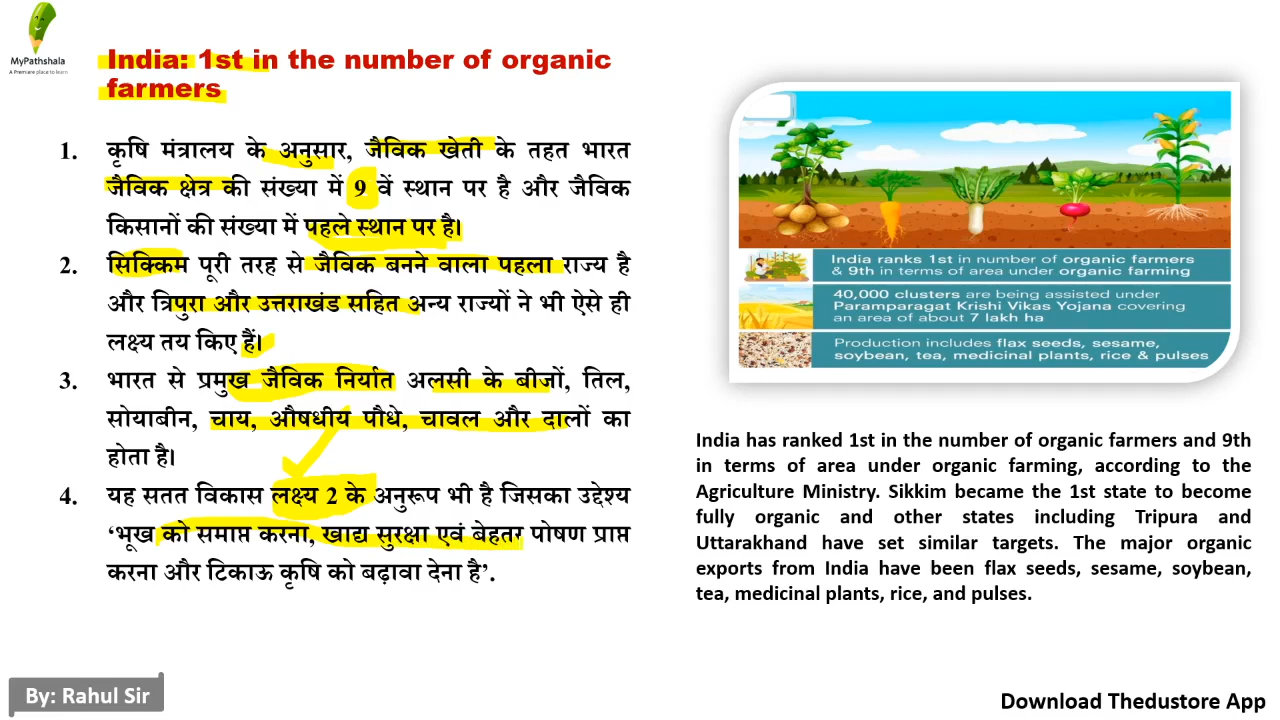 MyPathshala
A Premiere place to learn
India: 1st in the number of organic
farmers
1. कृषि मंत्रालय के अनुसार, जैविक खेती के तहत भारत
जैविक क्षेत्र की संख्या में 9 वें स्थान पर है और जैविक
किसानों की संख्या में पहले स्थान पर है।
2. सिक्किम पूरी तरह से जैविक बनने वाला पहला राज्य है
और त्रिपुरा और उत्तराखंड सहित अन्य राज्यों ने भी ऐसे ही
लक्ष्य तय किए हैं।
3. भारत से प्रमुख जैविक निर्यात अलसी के बीजों, तिल,
सोयाबीन, चाय, औषधीय पौधे, चावल और दालों का
होता है।
4. यह सतत विकास लक्ष्य 2 के अनुरूप भी है जिसका उद्देश्य
‘भूख को समाप्त करना, खाद्य सुरक्षा एवं बेहतर पोषण प्राप्त
करना और टिकाऊ कृषि को बढ़ावा देना है’.
India ranks 1st in number of organic farmers
& 9th in terms of area under organic farming
40,000 clusters are being assisted under
Paramparagat Krishi Vikas Yojana covering
an area of about 7 lakh ha
Production includes flax seeds, sesame,
soybean, tea, medicinal plants, rice & pulses
India has ranked 1st in the number of organic farmers and 9th
in terms of area under organic farming, according to the
Agriculture Ministry. Sikkim became the 1st state to become
fully organic and other states including Tripura and
Uttarakhand have set similar targets. The major organic
exports from India have been flax seeds, sesame, soybean,
tea, medicinal plants, rice, and pulses.
By: Rahul Sir
Download Thedustore App